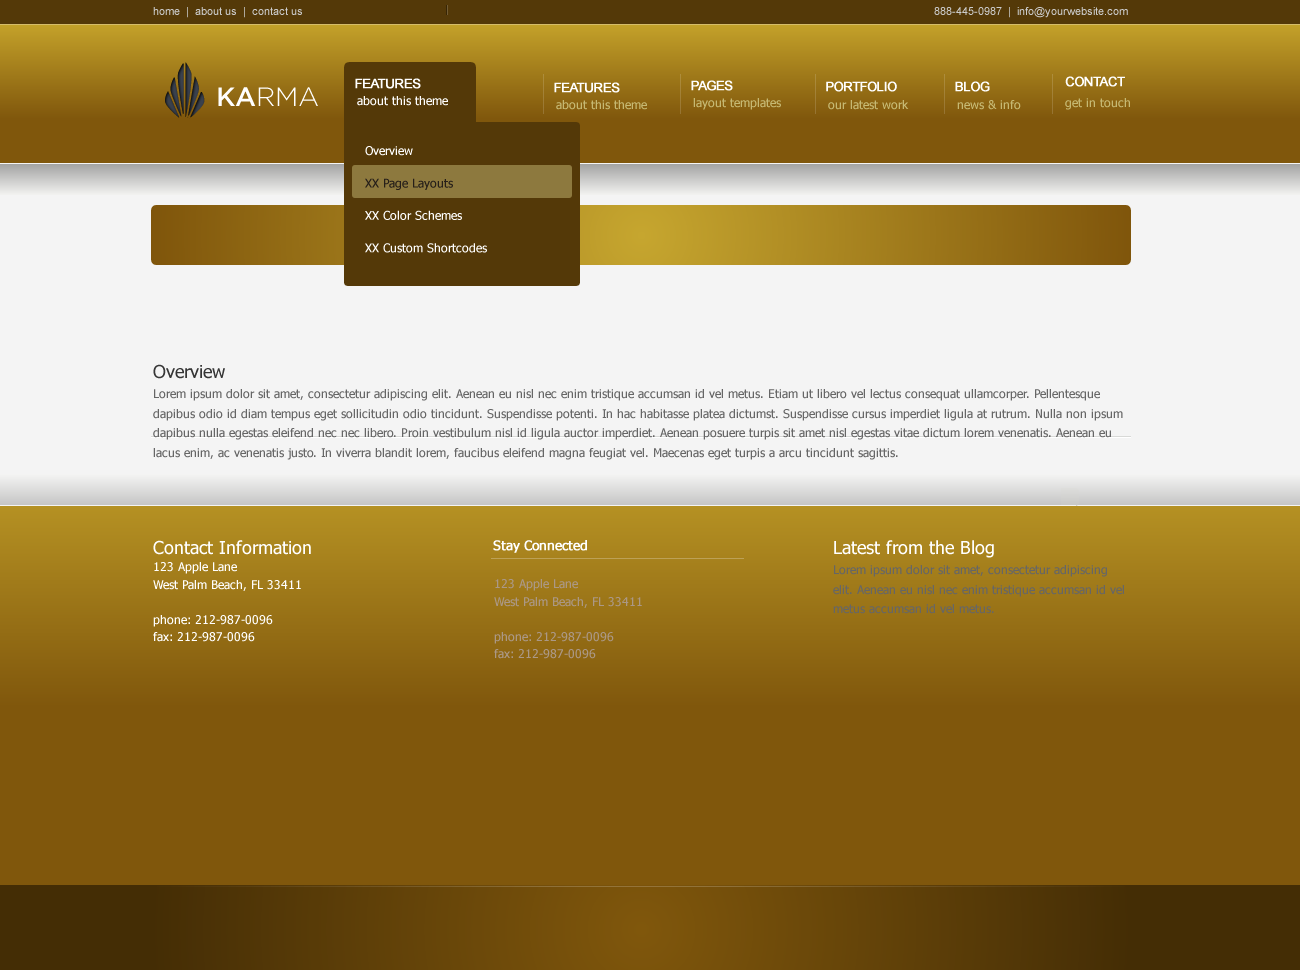 home | about us | contact us
888-445-0987 | info@yourwebsite.com
KARMA
FEATURES
about this theme
FEATURES
about this theme
PAGES
layout templates
PORTFOLIO
our latest work
BLOG
news & info
CONTACT
get in touch
Overview
XX Page Layouts
XX Color Schemes
XX Custom Shortcodes
Overview
Lorem ipsum dolor sit amet, consectetur adipiscing elit. Aenean eu nisl nec enim tristique accumsan id vel metus. Etiam ut libero vel lectus consequat ullamcorper. Pellentesque
dapibus odio id diam tempus eget sollicitudin odio tincidunt. Suspendisse potenti. In hac habitasse platea dictumst. Suspendisse cursus imperdiet ligula at rutrum. Nulla non ipsum
dapibus nulla egestas eleifend nec nec libero. Proin vestibulum nisl id ligula auctor imperdiet. Aenean posuere turpis sit amet nisl egestas vitae dictum lorem venenatis. Aenean eu
lacus enim, ac venenatis justo. In viverra blandit lorem, faucibus eleifend magna feugiat vel. Maecenas eget turpis a arcu tincidunt sagittis.
Contact Information
123 Apple Lane
West Palm Beach, FL 33411
phone: 212-987-0096
fax: 212-987-0096
Stay Connected
123 Apple Lane
West Palm Beach, FL 33411
phone: 212-987-0096
fax: 212-987-0096
Latest from the Blog
Lorem ipsum dolor sit amet, consectetur adipiscing
elit. Aenean eu nisl nec enim tristique accumsan id vel
metus accumsan id vel metus.